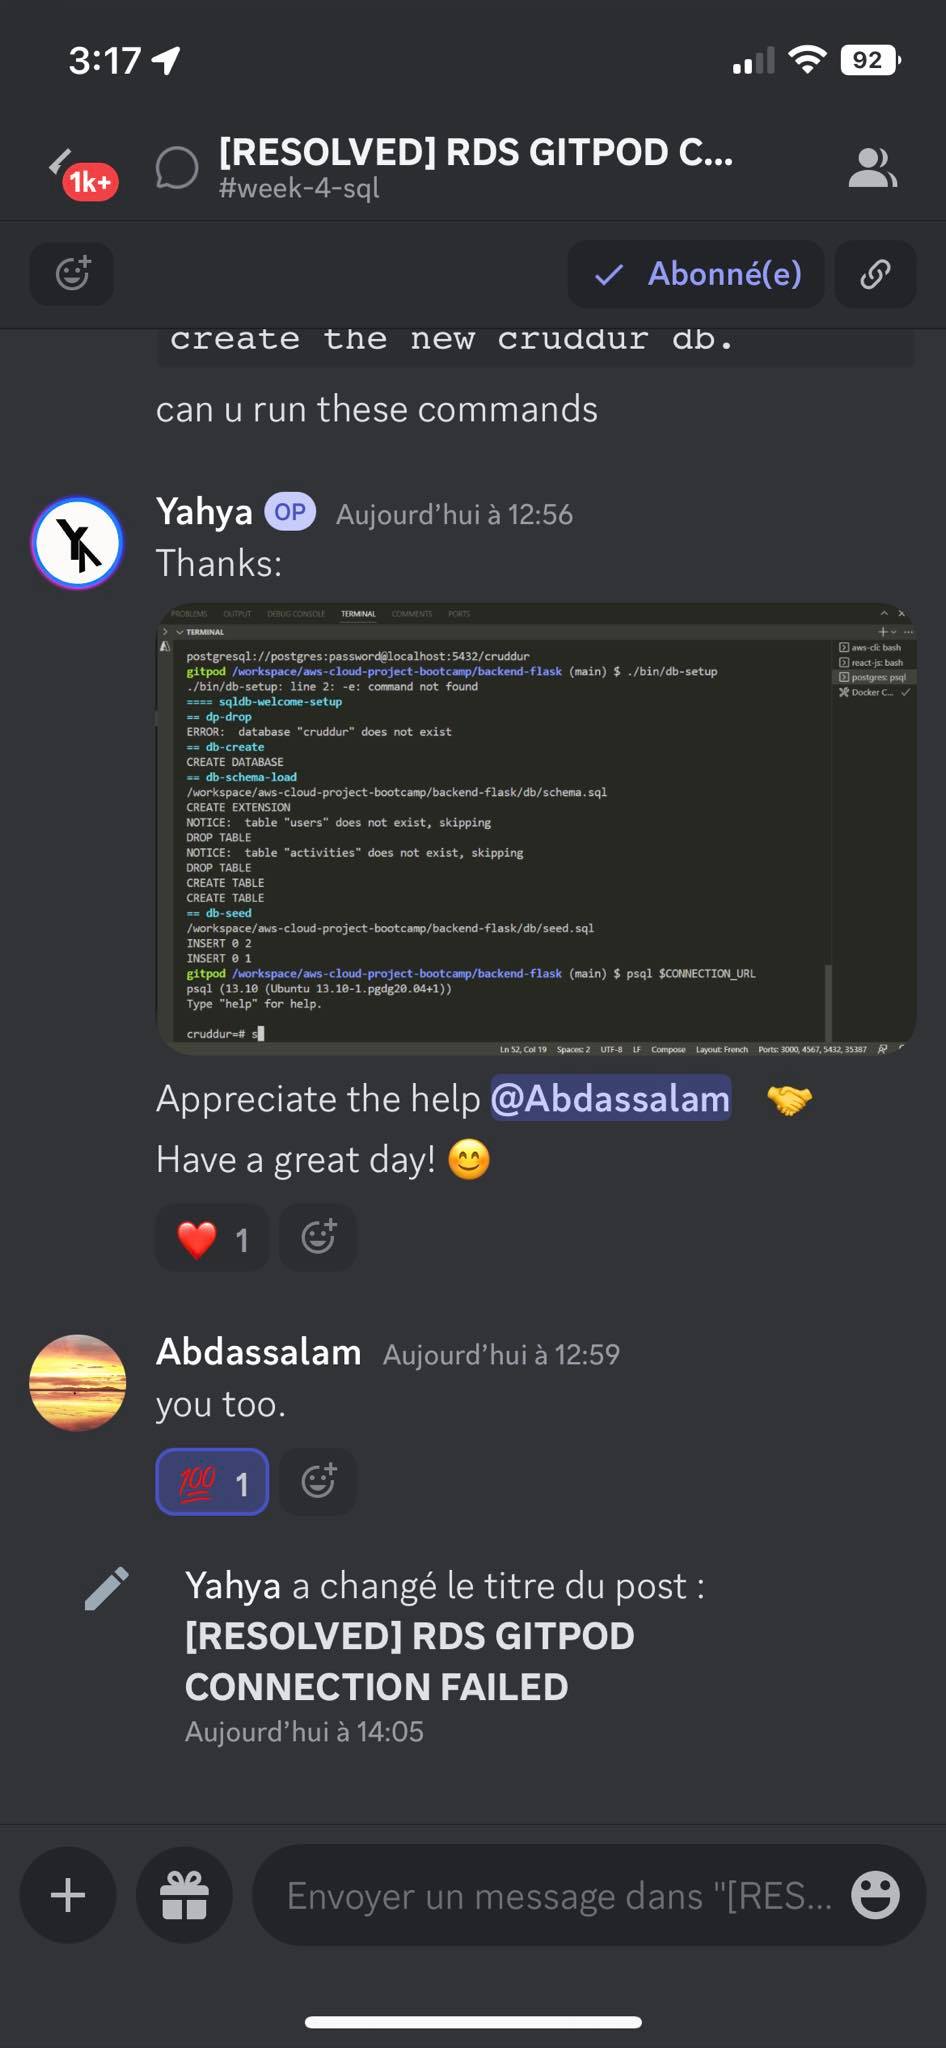 3:17
92
1k+
[RESOLVED] RDS GITPOD C...
#week-4-sql
Abonné(e)
create the new cruddur db.
can u run these commands
Yahya OP Aujourd’hui à 12:56
Thanks:
PROBLEMS OUTPUT DEBUG CONSOLE TERMINAL COMMENTS PORTS
TERMINAL
aws-cli: bash
react-js: bash
postgres: psql
Docker C...
postgresql://postgres:password@localhost:5432/cruddur
gitpod /workspace/aws-cloud-project-bootcamp/backend-flask (main) $ ./bin/db-setup
./bin/db-setup: line 2: -e: command not found
==== sqldb-welcome-setup
== dp-drop
ERROR:  database "cruddur" does not exist
== db-create
CREATE DATABASE
== db-schema-load
/workspace/aws-cloud-project-bootcamp/backend-flask/db/schema.sql
CREATE EXTENSION
NOTICE:  table "users" does not exist, skipping
DROP TABLE
NOTICE:  table "activities" does not exist, skipping
DROP TABLE
CREATE TABLE
CREATE TABLE
== db-seed
/workspace/aws-cloud-project-bootcamp/backend-flask/db/seed.sql
INSERT 0 2
INSERT 0 1
gitpod /workspace/aws-cloud-project-bootcamp/backend-flask (main) $ psql $CONNECTION_URL
psql (13.10 (Ubuntu 13.10-1.pgdg20.04+1))
Type "help" for help.
cruddur=# s
Ln 52, Col 19 Spaces: 2 UTF-8 LF Compose Layout: French Ports: 3000, 4567, 5432, 35387
Appreciate the help @Abdassalam 🤝
Have a great day! 😊
❤️ 1
Abdassalam Aujourd’hui à 12:59
you too.
💯 1
Yahya a changé le titre du post :
[RESOLVED] RDS GITPOD
CONNECTION FAILED
Aujourd’hui à 14:05
Envoyer un message dans "[RES...